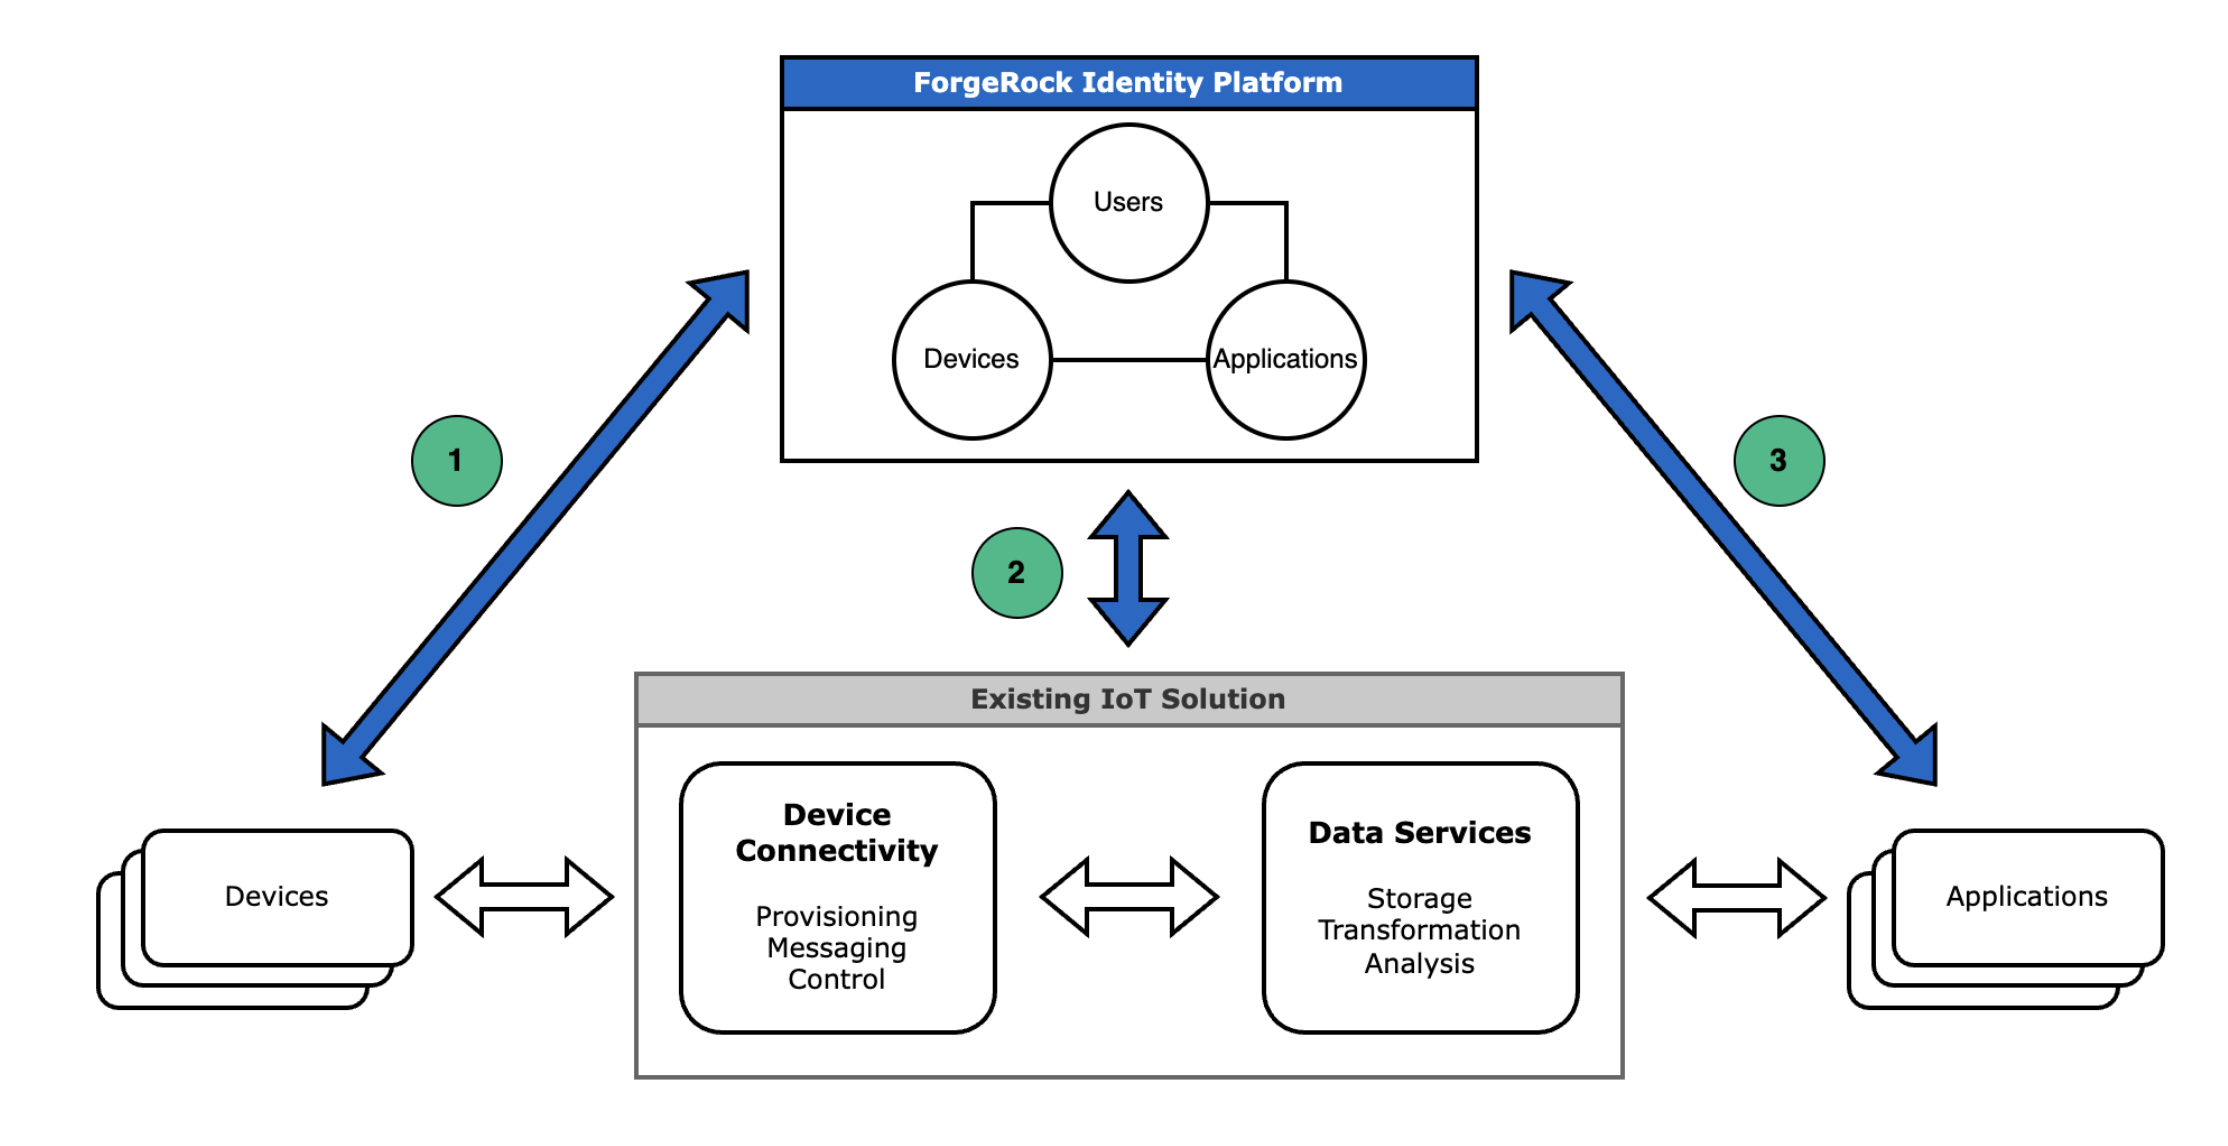 ForgeRock Identity Platform
Users
Devices
Applications
1
2
3
Existing IoT Solution
Device
Connectivity
Provisioning
Messaging
Control
Data Services
Storage
Transformation
Analysis
Devices
Applications